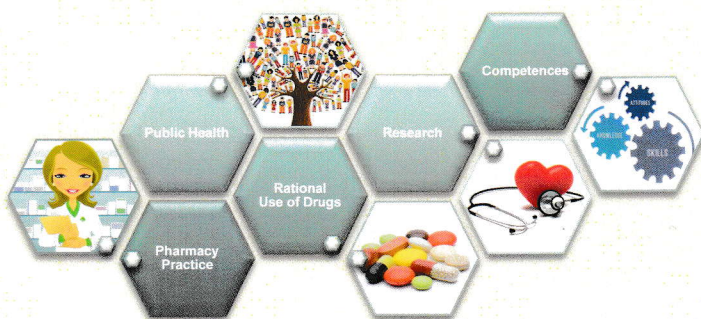 Competences
Public Health
Research
ATTITUDES
KNOWLEDGE
SKILLS
Rational
Use of Drugs
Pharmacy
Practice